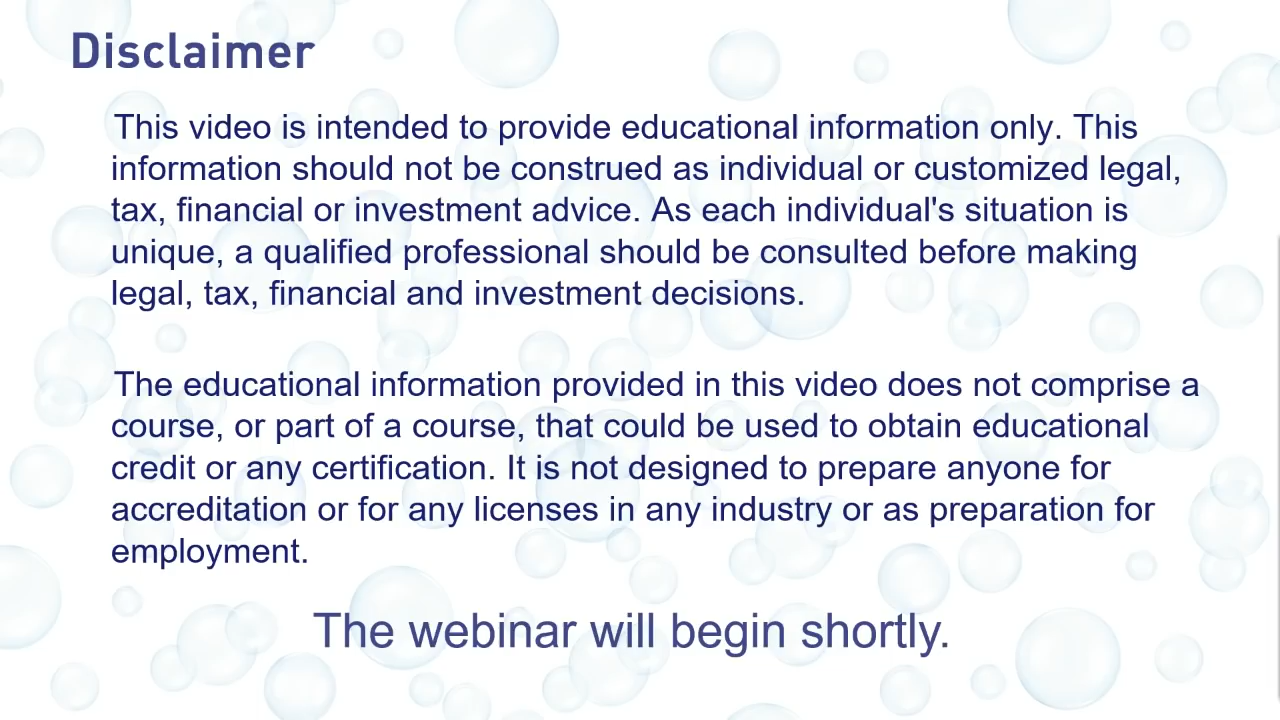 Disclaimer
This video is intended to provide educational information only. This
information should not be construed as individual or customized legal,
tax, financial or investment advice. As each individual's situation is
unique, a qualified professional should be consulted before making
legal, tax, financial and investment decisions.
The educational information provided in this video does not comprise a
course, or part of a course, that could be used to obtain educational
credit or any certification. It is not designed to prepare anyone for
accreditation or for any licenses in any industry or as preparation for
employment.
The webinar will begin shortly.